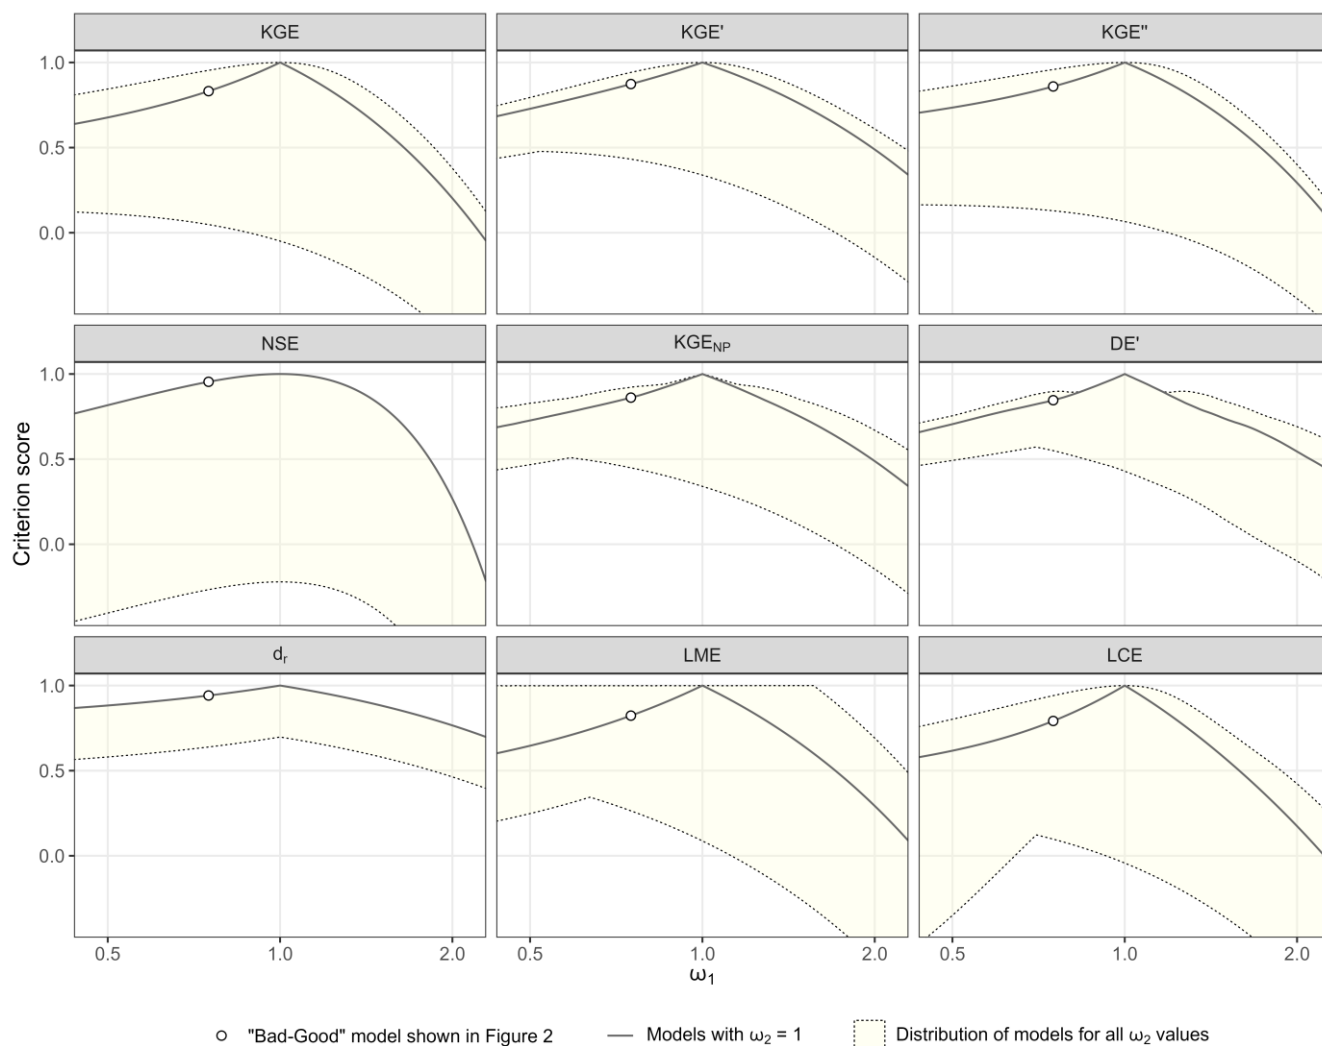 KGE KGE' KGE"
1.0
0.5
0.0
NSE KGE_NP DE'
1.0
0.5
0.0
Criterion score
d_r LME LCE
1.0
0.5
0.0
0.5 1.0 2.0 0.5 1.0 2.0 0.5 1.0 2.0
ω₁
"Bad-Good" model shown in Figure 2 Models with ω₂ = 1 Distribution of models for all ω₂ values